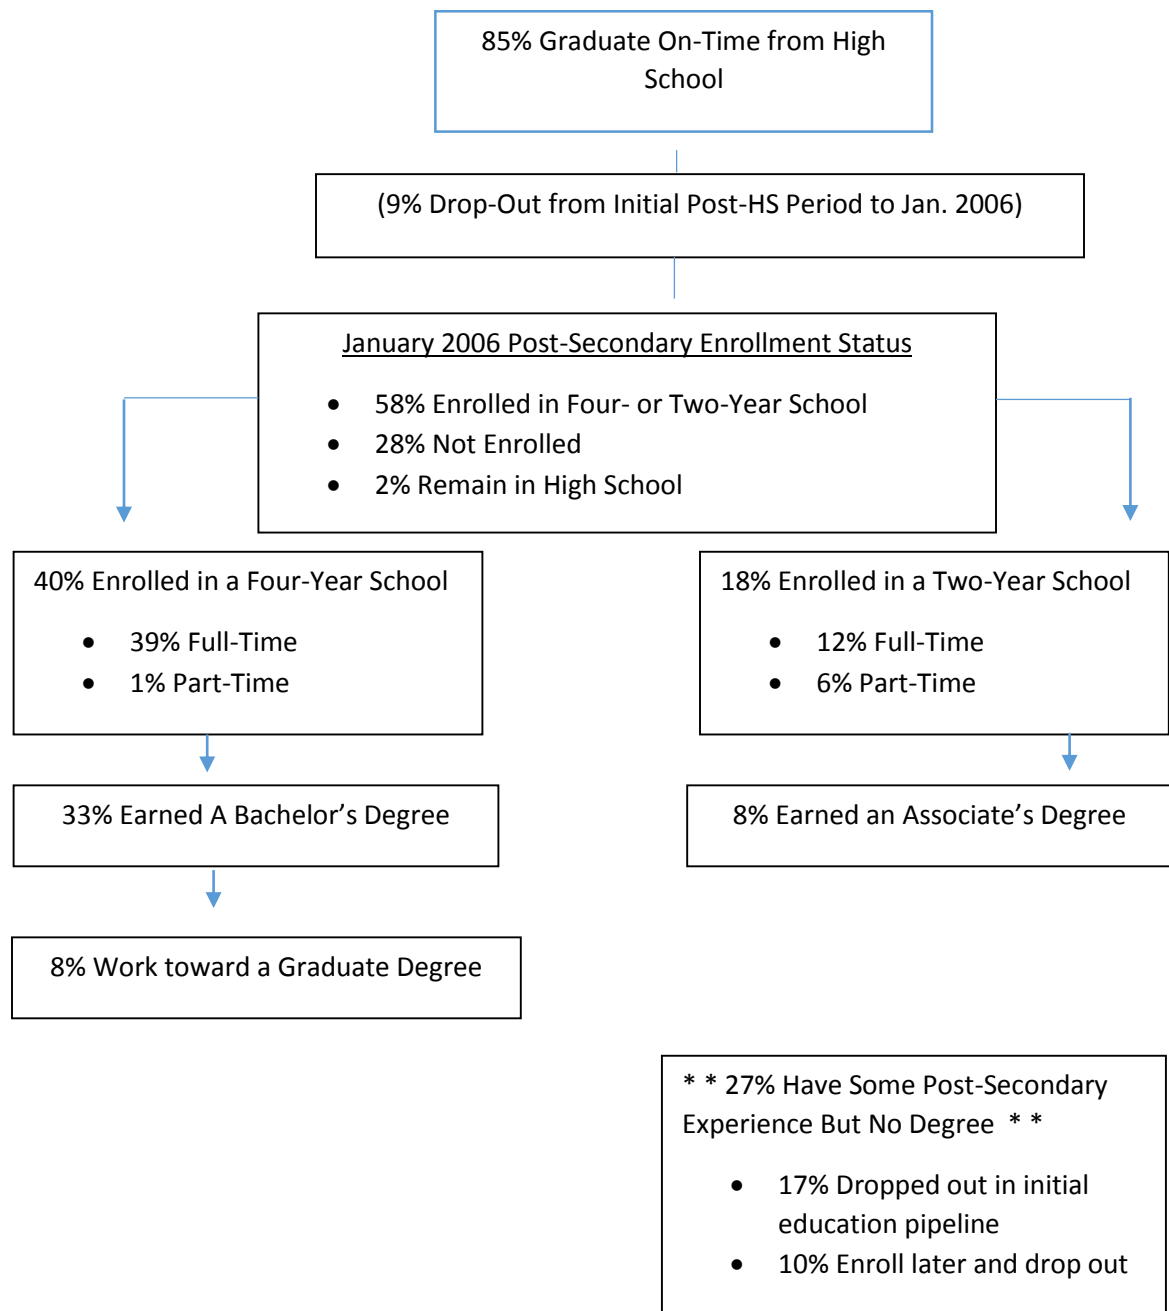 85% Graduate On-Time from High
School
(9% Drop-Out from Initial Post-HS Period to Jan. 2006)
January 2006 Post-Secondary Enrollment Status
• 58% Enrolled in Four- or Two-Year School
• 28% Not Enrolled
• 2% Remain in High School
40% Enrolled in a Four-Year School
• 39% Full-Time
• 1% Part-Time
18% Enrolled in a Two-Year School
• 12% Full-Time
• 6% Part-Time
33% Earned A Bachelor’s Degree
8% Earned an Associate’s Degree
8% Work toward a Graduate Degree
* * 27% Have Some Post-Secondary
Experience But No Degree * *
• 17% Dropped out in initial
education pipeline
• 10% Enroll later and drop out